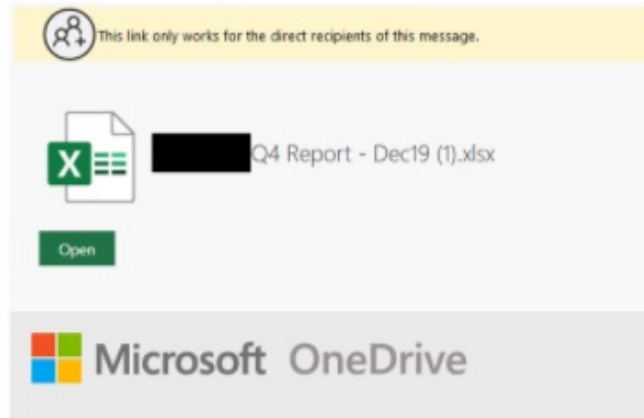 This link only works for the direct recipients of this message.
X
Q4 Report - Dec19 (1).xlsx
Open
Microsoft OneDrive